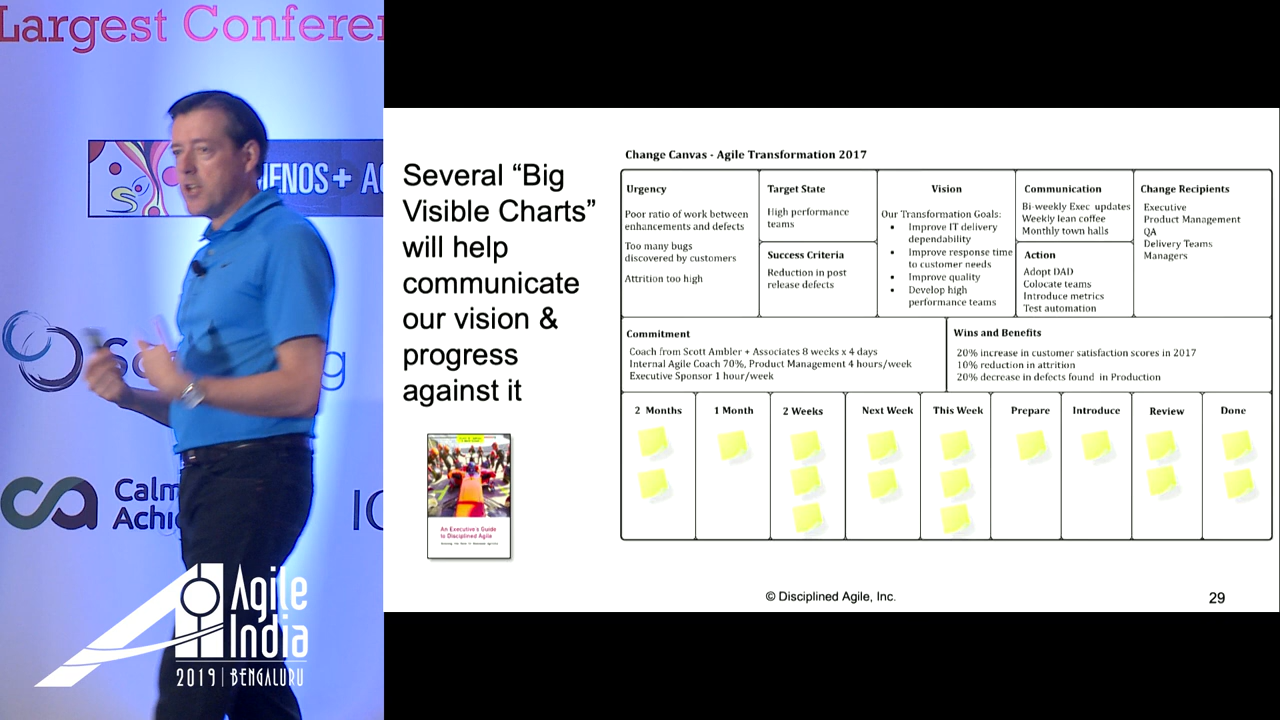 Largest Conferen
UENOS+ A
Calm
Achi
Agile
India
2019 | BENGALURU
Several “Big
Visible Charts”
will help
communicate
our vision &
progress
against it
An Executive's Guide
to Disciplined Agile
Change Canvas - Agile Transformation 2017
Urgency
Poor ratio of work between
enhancements and defects
Too many bugs
discovered by customers
Attrition too high
Target State
High performance
teams
Success Criteria
Reduction in post
release defects
Vision
Our Transformation Goals:
• Improve IT delivery
dependability
• Improve response time
to customer needs
• Improve quality
• Develop high
performance teams
Communication
Bi-weekly Exec updates
Weekly lean coffee
Monthly town halls
Action
Adopt DAD
Colocate teams
Introduce metrics
Test automation
Change Recipients
Executive
Product Management
QA
Delivery Teams
Managers
Commitment
Coach from Scott Ambler + Associates 8 weeks x 4 days
Internal Agile Coach 70%, Product Management 4 hours/week
Executive Sponsor 1 hour/week
Wins and Benefits
20% increase in customer satisfaction scores in 2017
10% reduction in attrition
20% decrease in defects found in Production
2 Months
1 Month
2 Weeks
Next Week
This Week
Prepare
Introduce
Review
Done
© Disciplined Agile, Inc.
29